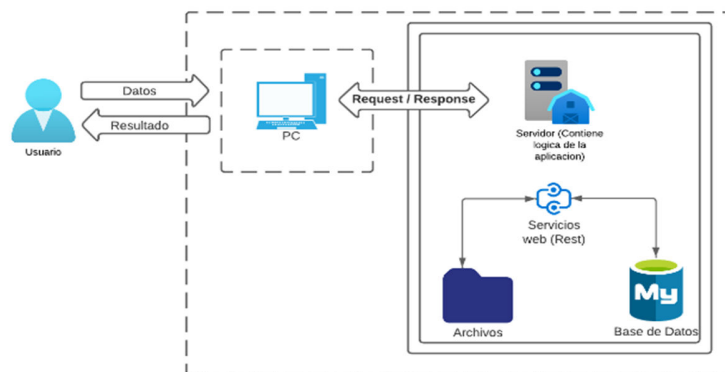 Datos
Resultado
Usuario
PC
Request / Response
Servidor (Contiene
logica de la
aplicacion)
Servicios
web (Rest)
Archivos
My
Base de Datos